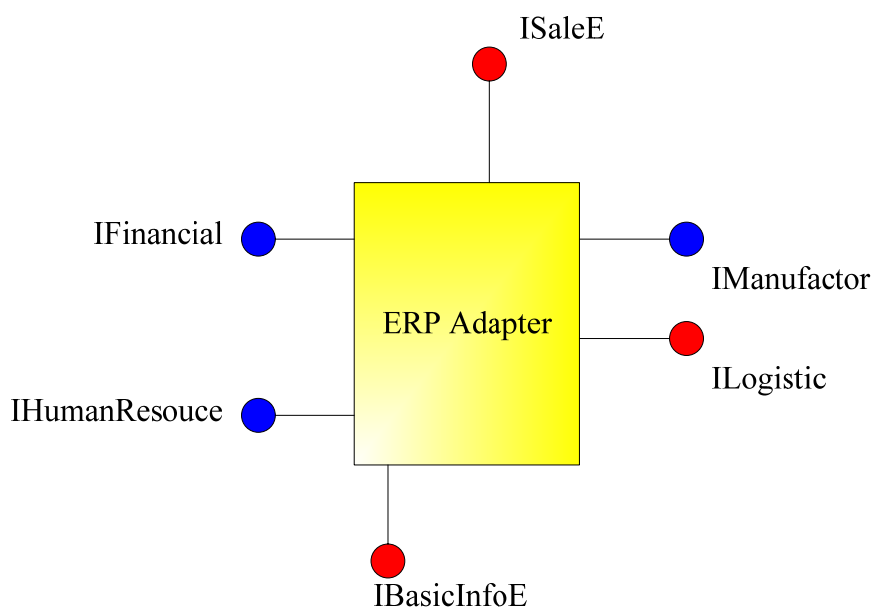 ISaleE
IFinancial
IManufactor
ERP Adapter
ILogistic
IHumanResouce
IBasicInfoE